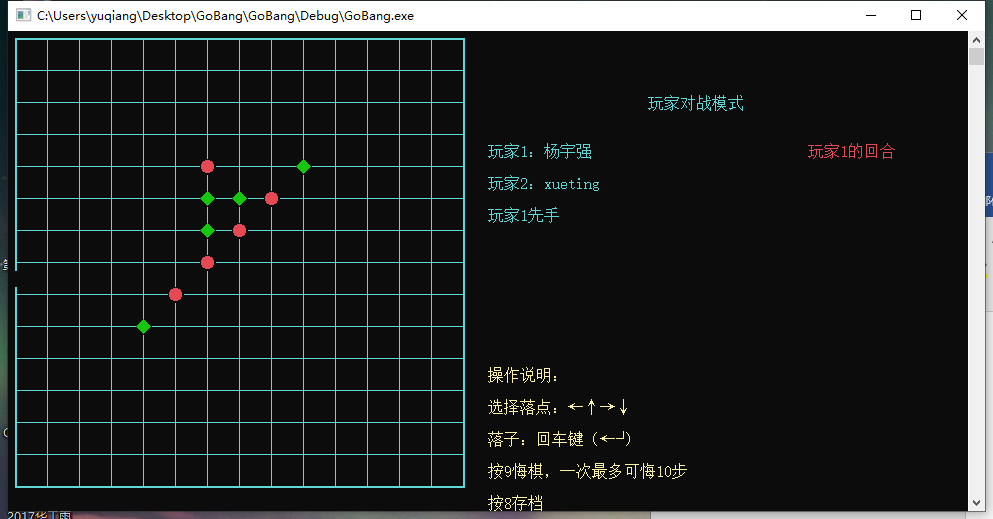 C:\Users\yuqiang\Desktop\GoBang\GoBang\Debug\GoBang.exe
玩家对战模式
玩家1：杨宇强
玩家1的回合
玩家2：xueting
玩家1先手
操作说明：
选择落点：←↑→↓
落子：回车键（←┘）
按9悔棋，一次最多可悔10步
按8存档